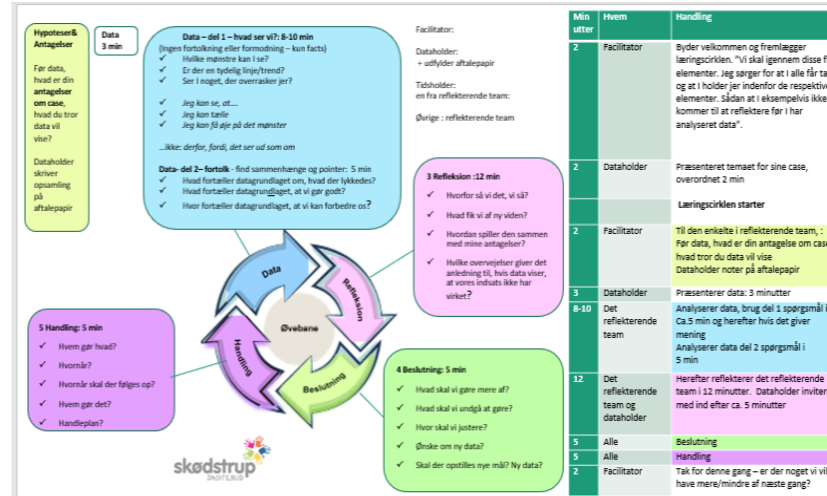 Hypoteser&
Antagelser
Før data,
hvad er din
antagelser
om case,
hvad du tror
data vil
vise?
Dataholder
skriver
opsamling
på
aftalepapir
Data
3 min
Data – del 1 – hvad ser vi?: 8-10 min
(Ingen fortolkning eller formodning – kun facts)
✓ Hvilke mønstre kan I se?
✓ Er der en tydelig linje/trend?
✓ Ser I noget, der overrasker jer?
✓ Jeg kan se, at....
✓ Jeg kan tælle
✓ Jeg kan få øje på det mønster
...ikke: derfor, fordi, det ser ud som om
Data- del 2– fortolk - find sammenhænge og pointer: 5 min
✓ Hvad fortæller datagrundlaget om, hvad der lykkedes?
✓ Hvad fortæller datagrundlaget, at vi gør godt?
✓ Hvor fortæller datagrundlaget, at vi kan forbedre os?
Facilitator:
Dataholder:
+ udfylder aftalepapir
Tidsholder:
en fra reflekterende team:
Øvrige : reflekterende team
3 Refleksion :12 min
✓ Hvorfor så vi det, vi så?
✓ Hvad fik vi af ny viden?
✓ Hvordan spiller den sammen
med mine antagelser?
✓ Hvilke overvejelser giver det
anledning til, hvis data viser,
at vores indsats ikke har
virket?
Data
Refleksion
Beslutning
Handling
Øvebane
5 Handling: 5 min
✓ Hvem gør hvad?
✓ Hvornår?
✓ Hvornår skal der følges op?
✓ Hvem gør det?
✓ Handleplan?
4 Beslutning: 5 min
✓ Hvad skal vi gøre mere af?
✓ Hvad skal vi undgå at gøre?
✓ Hvor skal vi justere?
✓ Ønske om ny data?
✓ Skal der opstilles nye mål? Ny data?
skødstrup
DAGTILBUD
Min
utter
Hvem
Handling
2
Facilitator
Byder velkommen og fremlægger
læringscirklen. "Vi skal igennem disse f
elementer. Jeg sørger for at I alle får ta
og at I holder jer indenfor de respektive
elementer. Sådan at I eksempelvis ikke
kommer til at reflektere før I har
analyseret data".
2
Dataholder
Præsenteret temaet for sine case,
overordnet 2 min
Læringscirklen starter
2
Facilitator
Til den enkelte i reflekterende team, :
Før data, hvad er din antagelse om case
hvad tror du data vil vise
Dataholder noter på aftalepapir
3
Dataholder
Præsenterer data: 3 minutter
8-10
Det
reflekterende
team
Analyserer data, brug del 1 spørgsmål i
Ca.5 min og herefter hvis det giver
mening
Analyserer data del 2 spørgsmål i
5 min
12
Det
reflekterende
team og
dataholder
Herefter reflekterer det reflekterende
team i 12 minutter. Dataholder inviter
med ind efter ca. 5 minutter
5
Alle
Beslutning
5
Alle
Handling
2
Facilitator
Tak for denne gang – er der noget vi vil
have mere/mindre af næste gang?